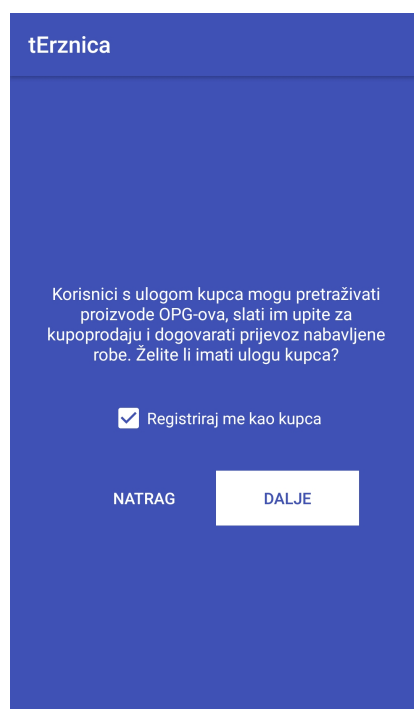 tErznica
Korisnici s ulogom kupca mogu pretraživati
proizvode OPG-ova, slati im upite za
kupoprodaju i dogovarati prijevoz nabavljene
robe. Želite li imati ulogu kupca?
Registriraj me kao kupca
NATRAG
DALJE